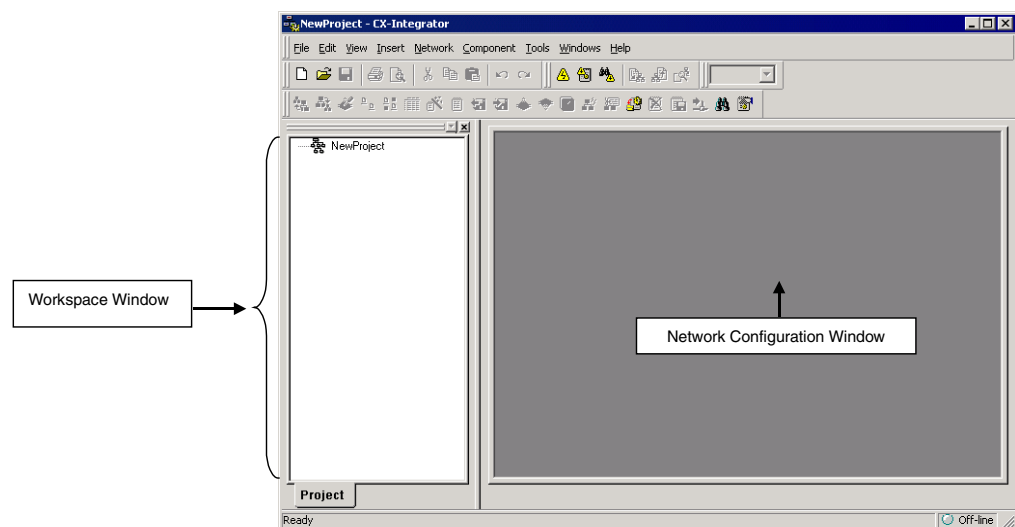 NewProject - CX-Integrator
File Edit View Insert Network Component Tools Windows Help
NewProject
Workspace Window
Network Configuration Window
Project
Ready
Off-line